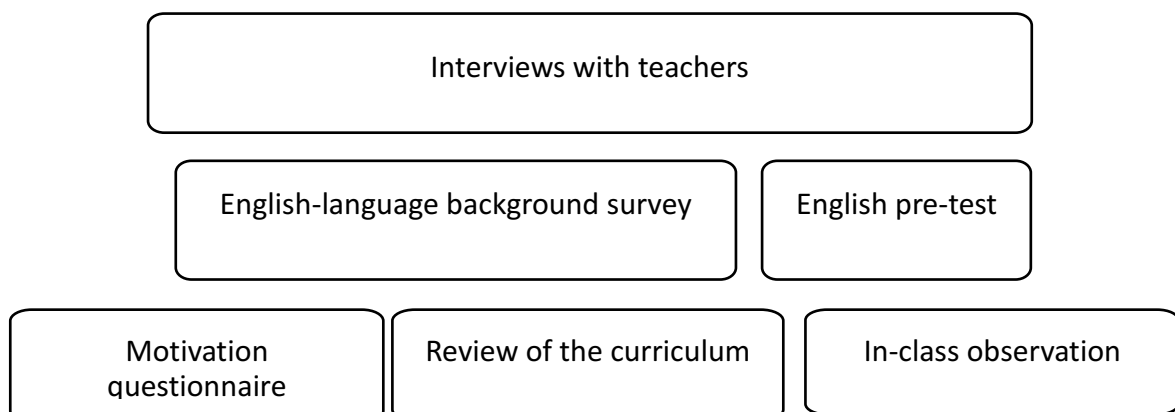 Interviews with teachers
English-language background survey
English pre-test
Motivation
questionnaire
Review of the curriculum
In-class observation